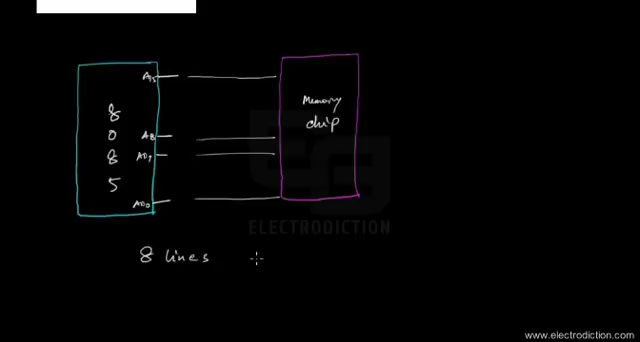 A15
8
0
8
5
A8
AD7
AD0
Memory
chip
ELECTRODICTION
8 lines
www.electrodiction.com